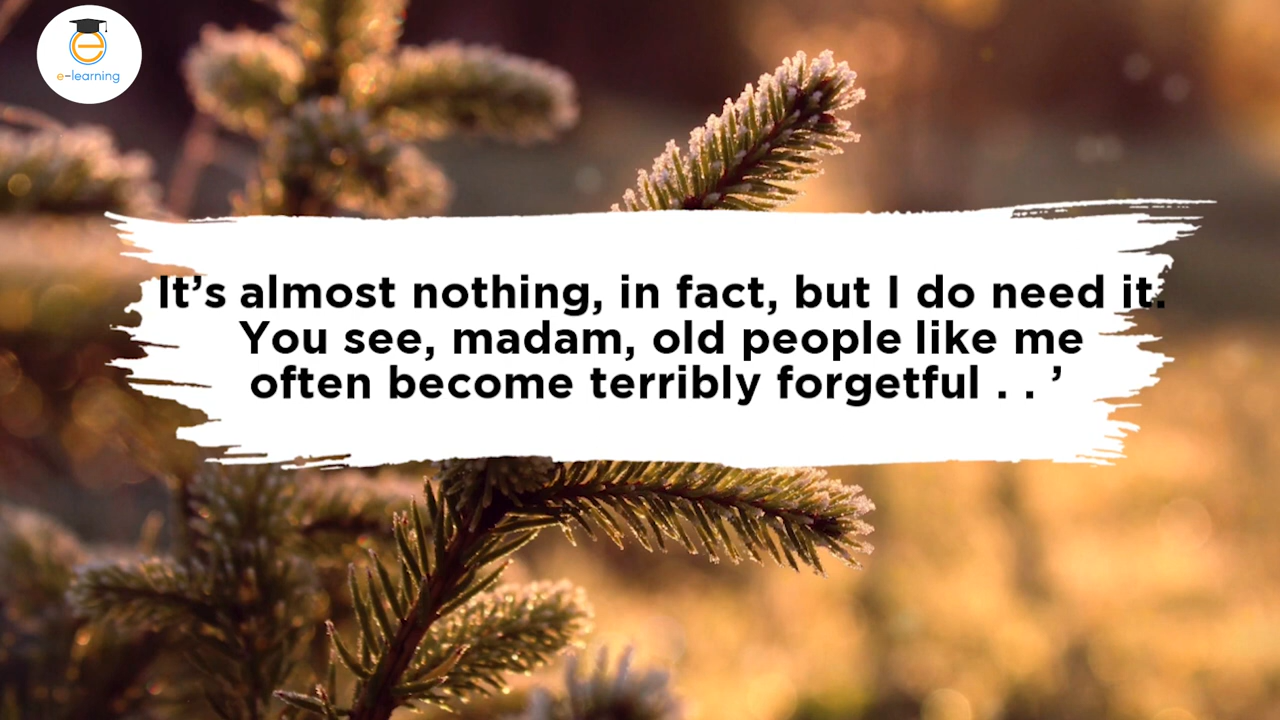 e-learning
It’s almost nothing, in fact, but I do need it.
You see, madam, old people like me
often become terribly forgetful . . ’